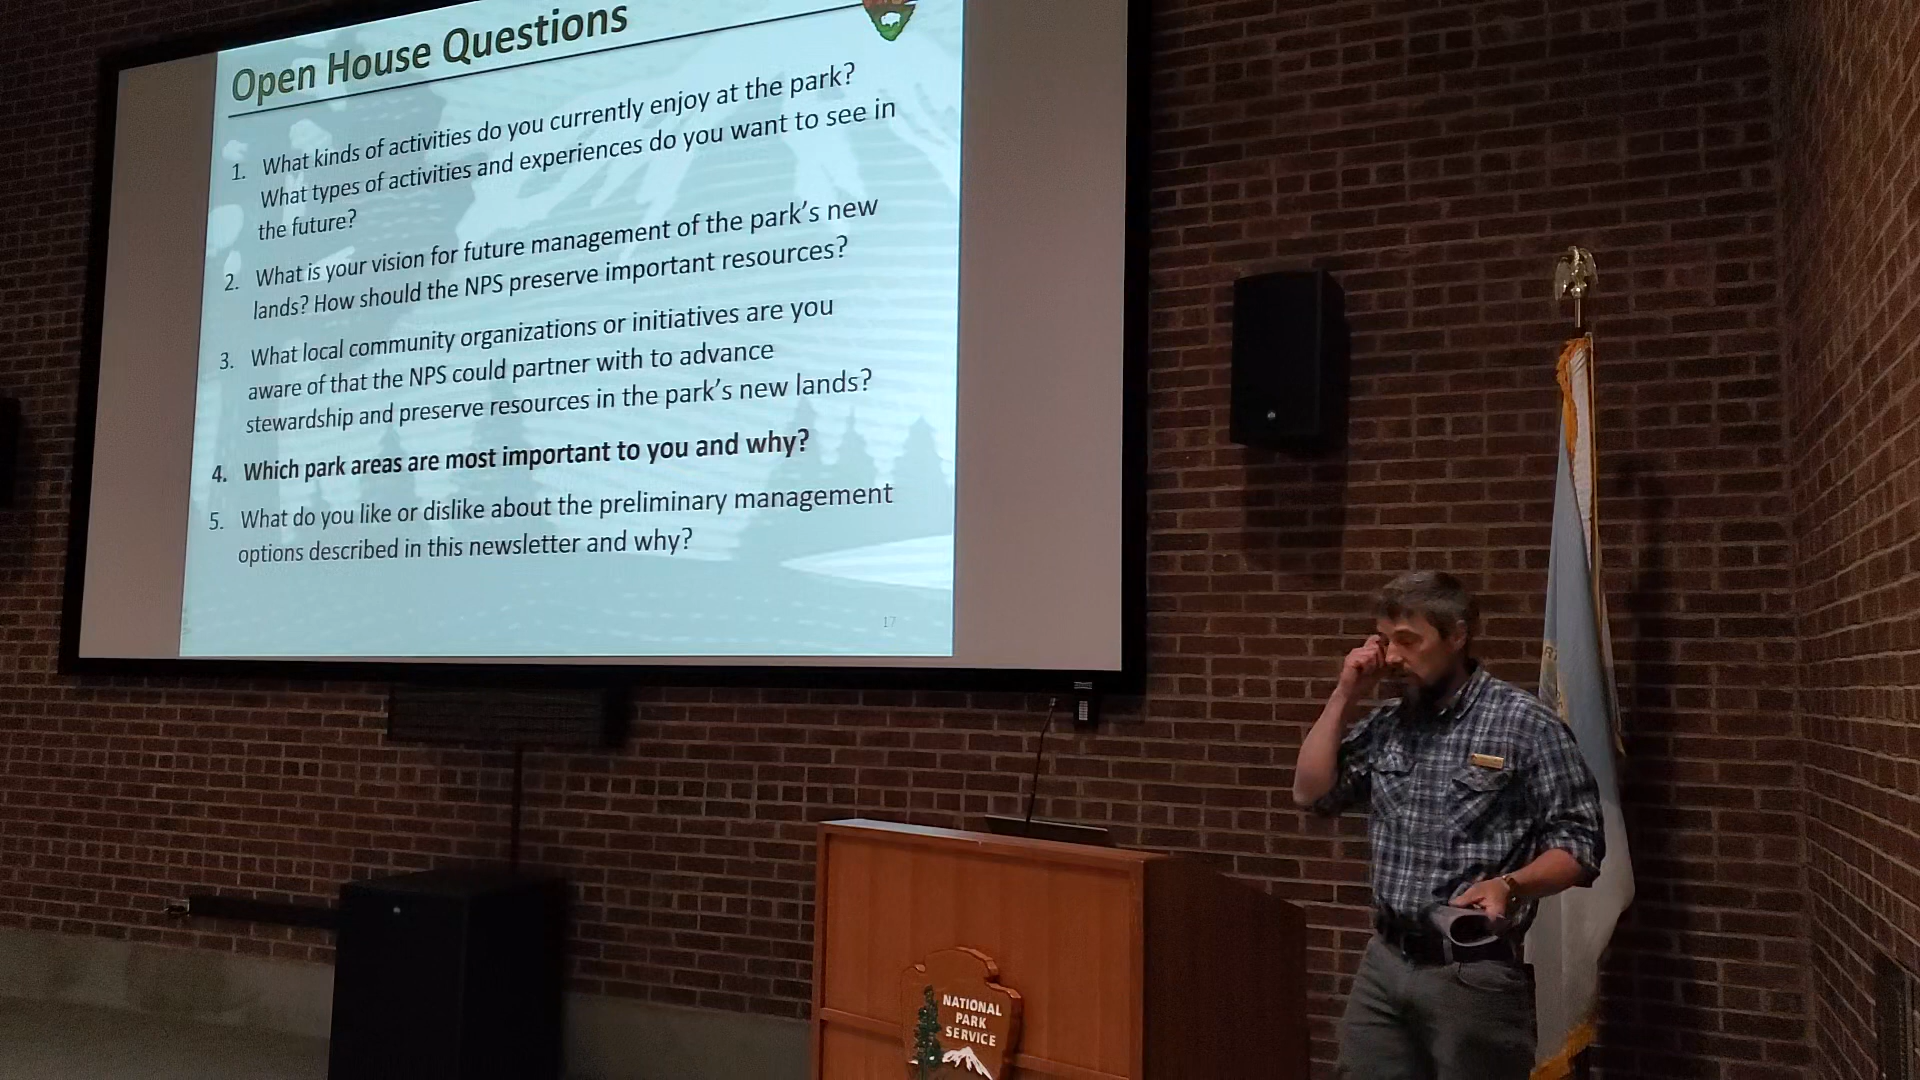 Open House Questions
1. What kinds of activities do you currently enjoy at the park?
What types of activities and experiences do you want to see in
the future?
2. What is your vision for future management of the park's new
lands? How should the NPS preserve important resources?
3. What local community organizations or initiatives are you
aware of that the NPS could partner with to advance
stewardship and preserve resources in the park's new lands?
4. Which park areas are most important to you and why?
5. What do you like or dislike about the preliminary management
options described in this newsletter and why?
17
NATIONAL
PARK
SERVICE